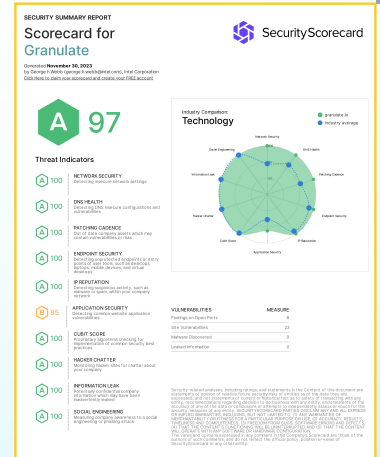 SECURITY SUMMARY REPORT
Scorecard for
Granulate
SecurityScorecard
Generated November 30, 2023
by George H Webb (george.h.webb@intel.com), Intel Corporation
Click here to claim your scorecard and create your FREE account
A 97
Threat Indicators
A 100 NETWORK SECURITY
Detecting insecure network settings
A 100 DNS HEALTH
Detecting DNS insecure configurations and
vulnerabilities
A 100 PATCHING CADENCE
Out of date company assets which may
contain vulnerabilities or risks
A 100 ENDPOINT SECURITY
Detecting unprotected endpoints or entry
points of user tools, such as desktops,
laptops, mobile devices, and virtual
desktops
A 100 IP REPUTATION
Detecting suspicious activity, such as
malware or spam, within your company
network
B 85 APPLICATION SECURITY
Detecting common website application
vulnerabilities
A 100 CUBIT SCORE
Proprietary algorithms checking for
implementation of common security best
practices
A 100 HACKER CHATTER
Monitoring hacker sites for chatter about
your company
A 100 INFORMATION LEAK
Potentially confidential company
information which may have been
inadvertently leaked
A 100 SOCIAL ENGINEERING
Measuring company awareness to a social
engineering or phishing attack
Industry Comparison:
Technology
granulate.io
Industry average
Network Security
DNS Health
Patching Cadence
Endpoint Security
IP Reputation
Application Security
Cubit Score
Hacker Chatter
Information Leak
Social Engineering
VULNERABILITIES MEASURE
Findings on Open Ports 0
Site Vulnerabilities 23
Malware Discovered 0
Leaked Information 0